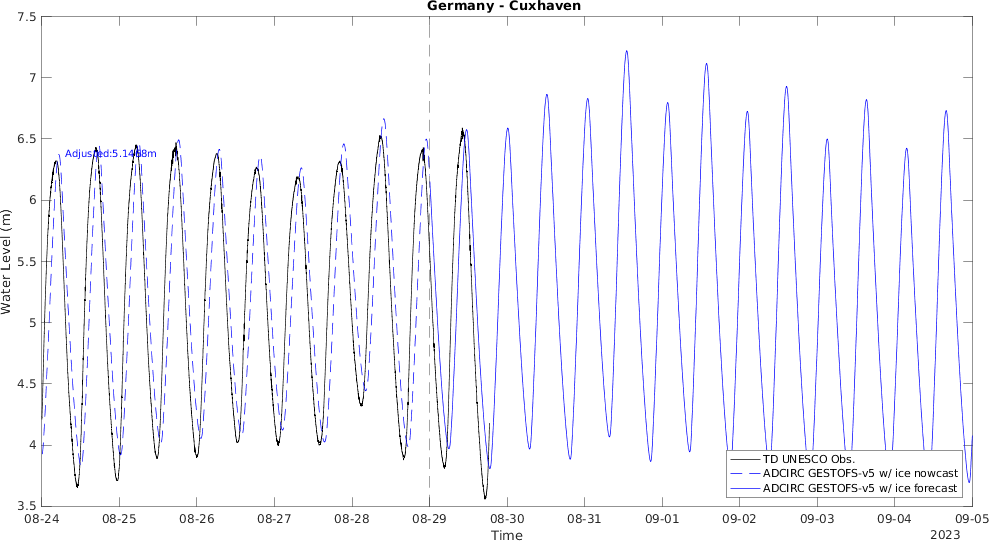 Germany - Cuxhaven
7.5
7
6.5
6
5.5
5
4.5
4
3.5
Water Level (m)
Adjusted:5.1468m
TD UNESCO Obs.
ADCIRC GESTOFS-v5 w/ ice nowcast
ADCIRC GESTOFS-v5 w/ ice forecast
08-24 08-25 08-26 08-27 08-28 08-29 08-30 08-31 09-01 09-02 09-03 09-04 09-05
Time
2023